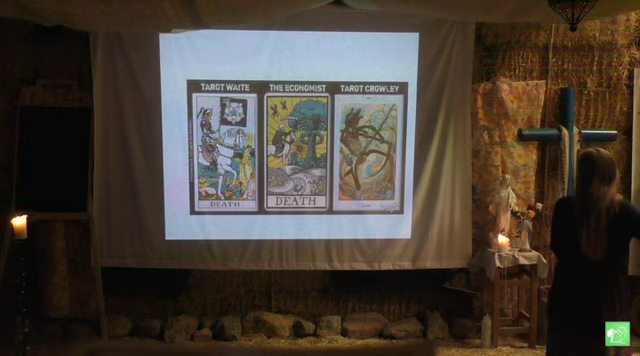 TAROT WAITE
THE ECONOMIST
TAROT CROWLEY
DEATH
DEATH